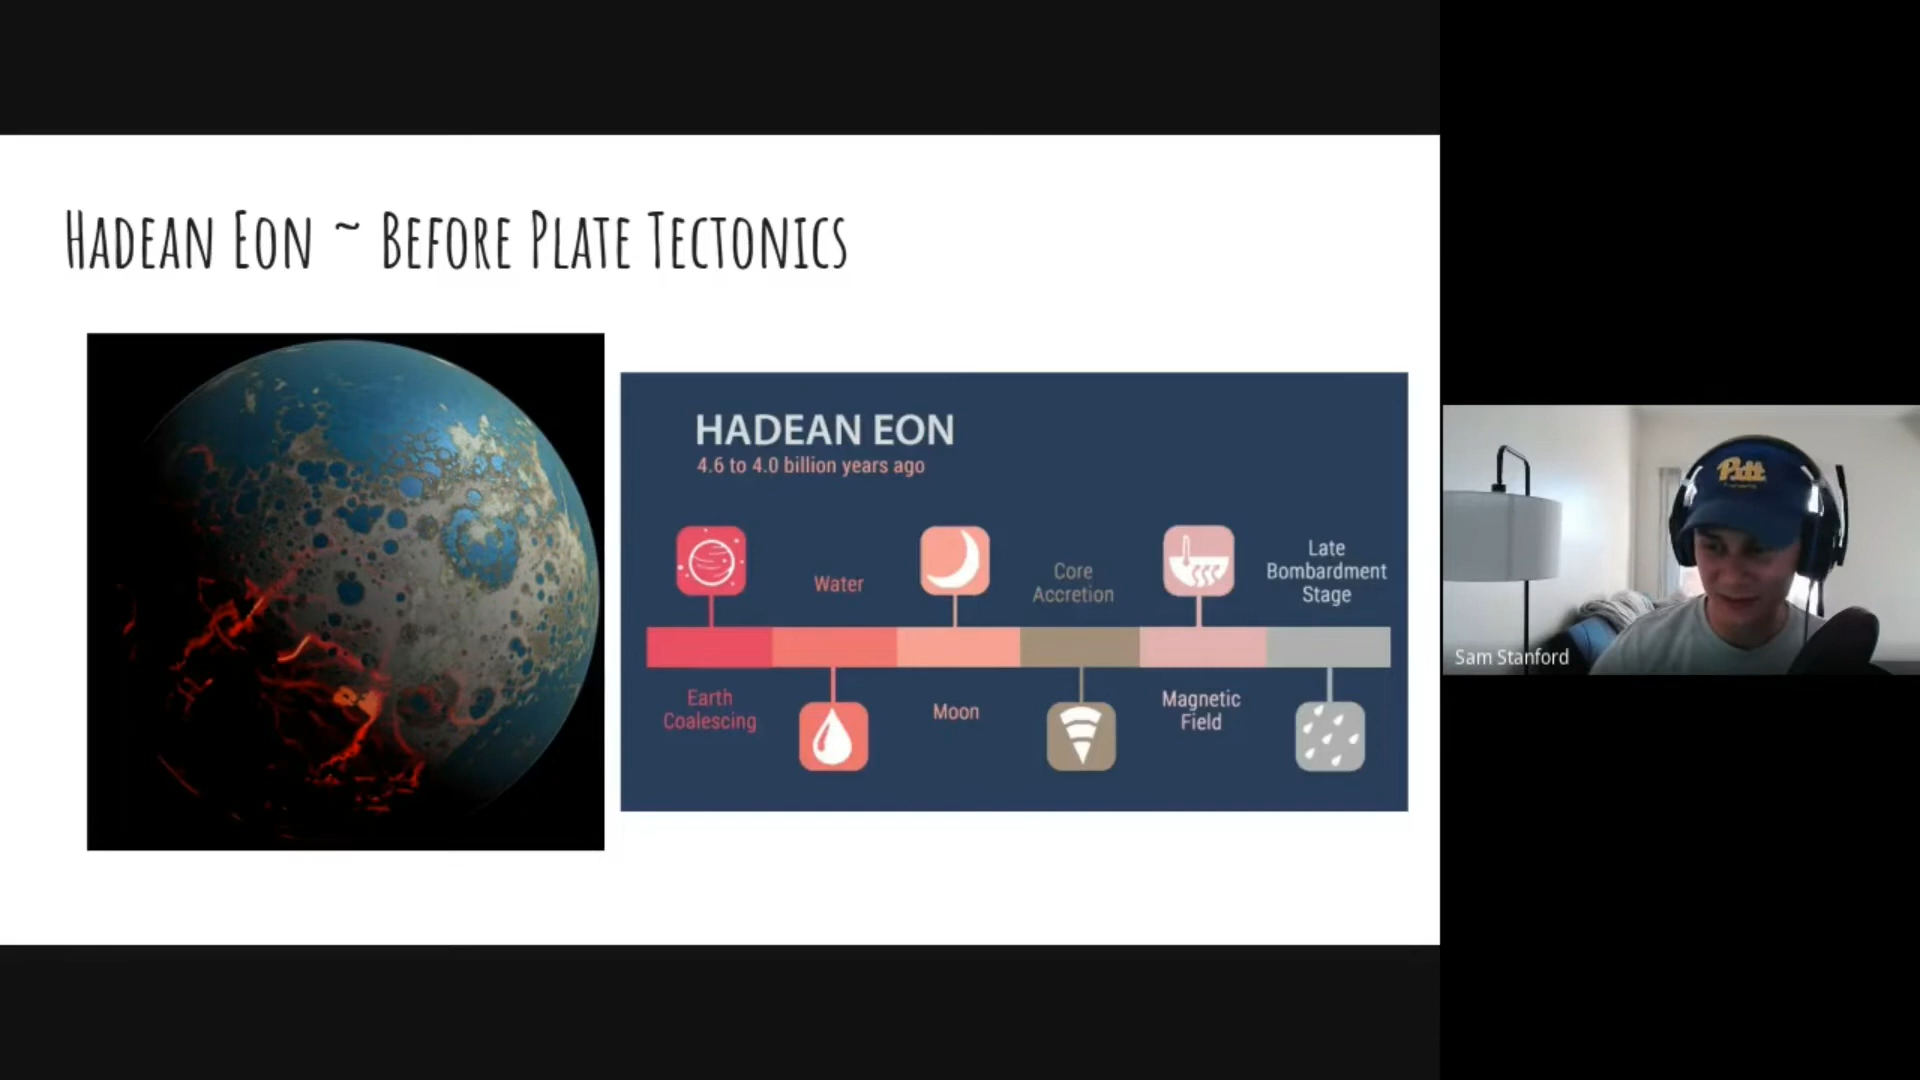 HADEAN EON ~ BEFORE PLATE TECTONICS
HADEAN EON
4.6 to 4.0 billion years ago
Water
Core
Accretion
Late
Bombardment
Stage
Earth
Coalescing
Moon
Magnetic
Field
Pitt
Sam Stanford